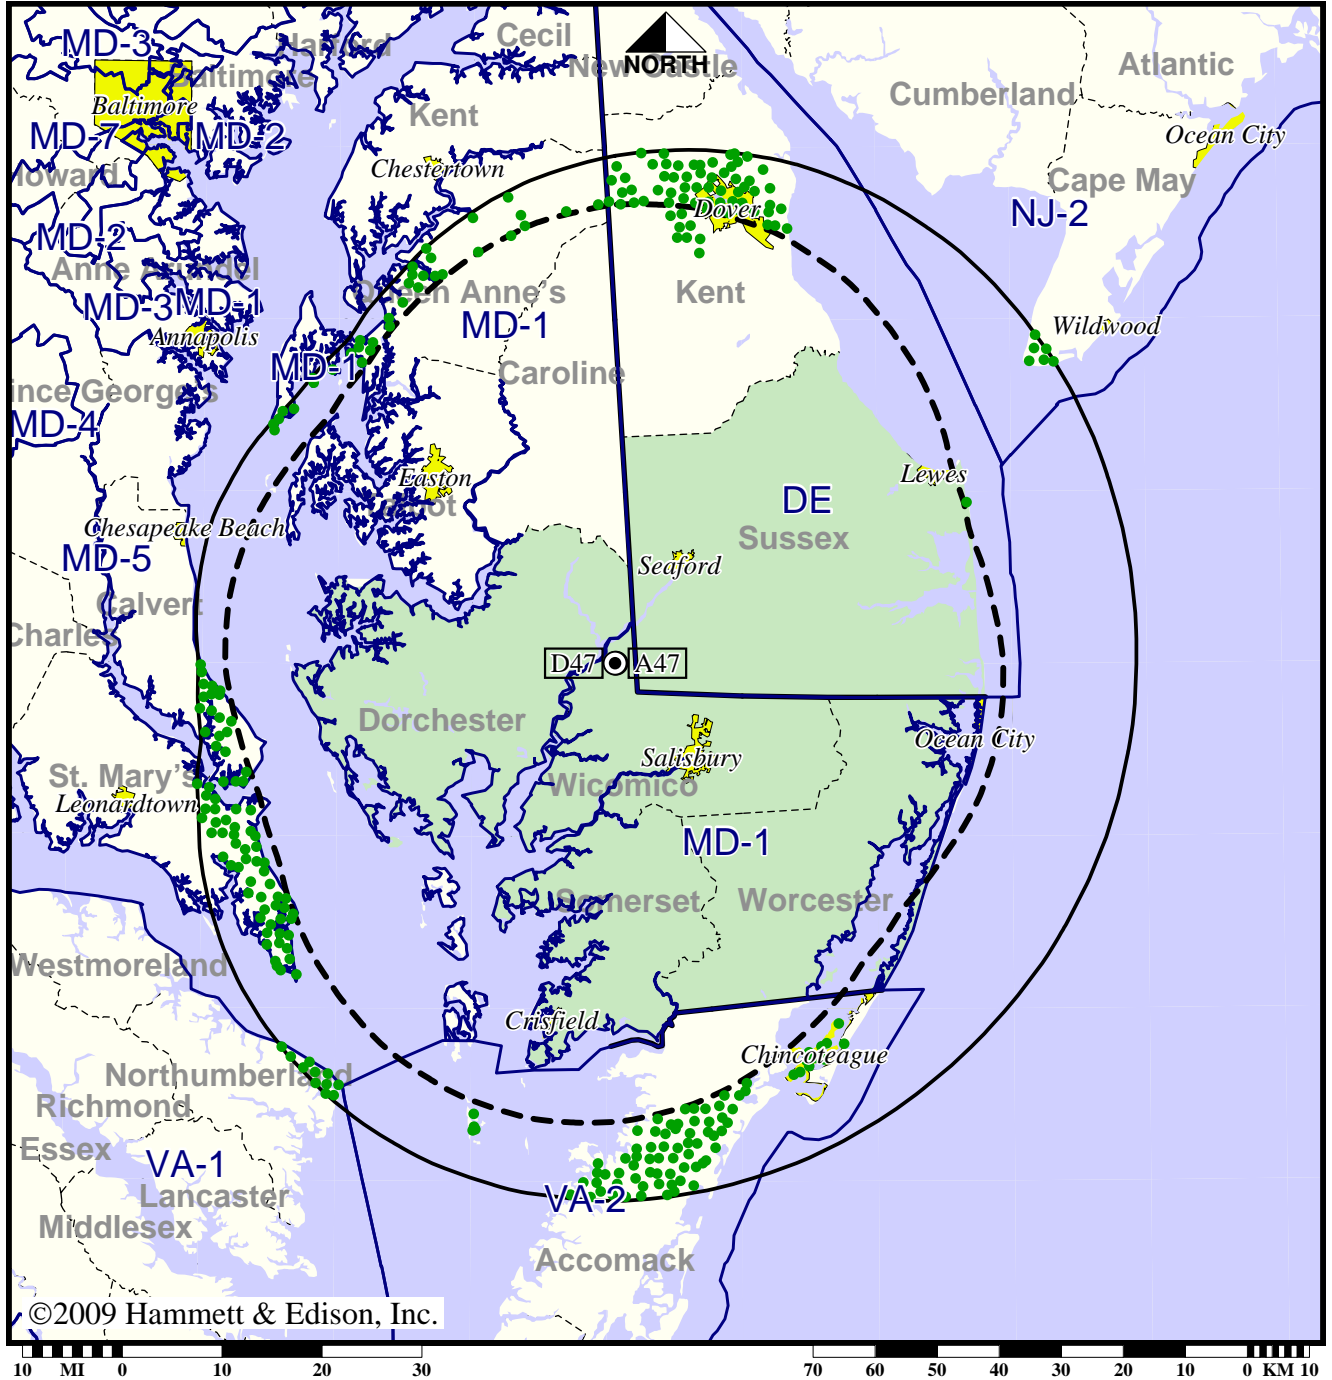 MD-3
Harford
Cecil
NORTH
New Castle
Atlantic
Baltimore
Baltimore
Kent
Cumberland
Ocean City
MD-7
MD-2
Howard
Chestertown
Cape May
NJ-2
Dover
MD-2
Anne Arundel
MD-3
MD-1
Queen Anne's
MD-1
Kent
Annapolis
Wildwood
MD-1
Caroline
Prince George's
MD-4
Easton
Talbot
Lewes
DE
Sussex
Chesapeake Beach
MD-5
Seaford
Calvert
Charles
D47
A47
Dorchester
Ocean City
Salisbury
St. Mary's
Wicomico
Leonardtown
MD-1
Somerset
Worcester
Westmoreland
Crisfield
Chincoteague
Northumberland
Richmond
Essex
VA-1
Lancaster
VA-2
Middlesex
Accomack
©2009 Hammett & Edison, Inc.
10 MI 0 10 20 30
70 60 50 40 30 20 10 0 KM 10